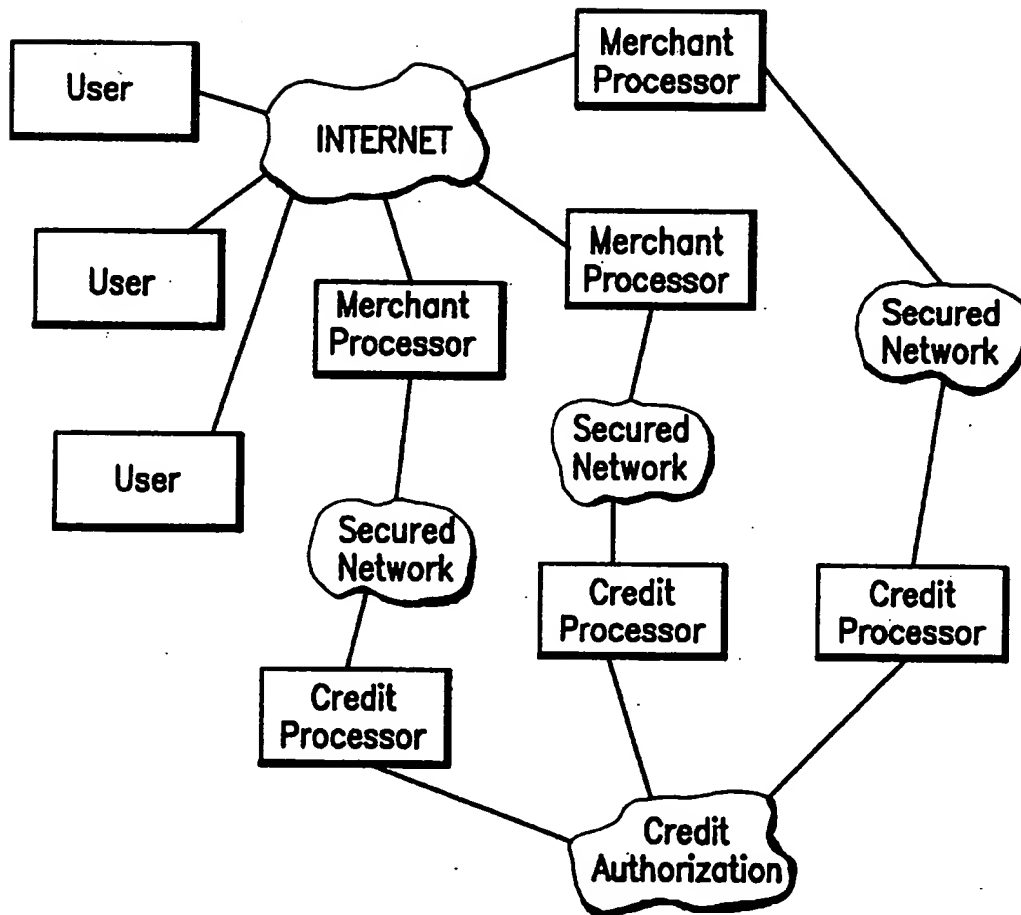 User
INTERNET
Merchant
Processor
User
Merchant
Processor
Merchant
Processor
Secured
Network
User
Secured
Network
Secured
Network
Credit
Processor
Credit
Processor
Credit
Processor
Credit
Authorization